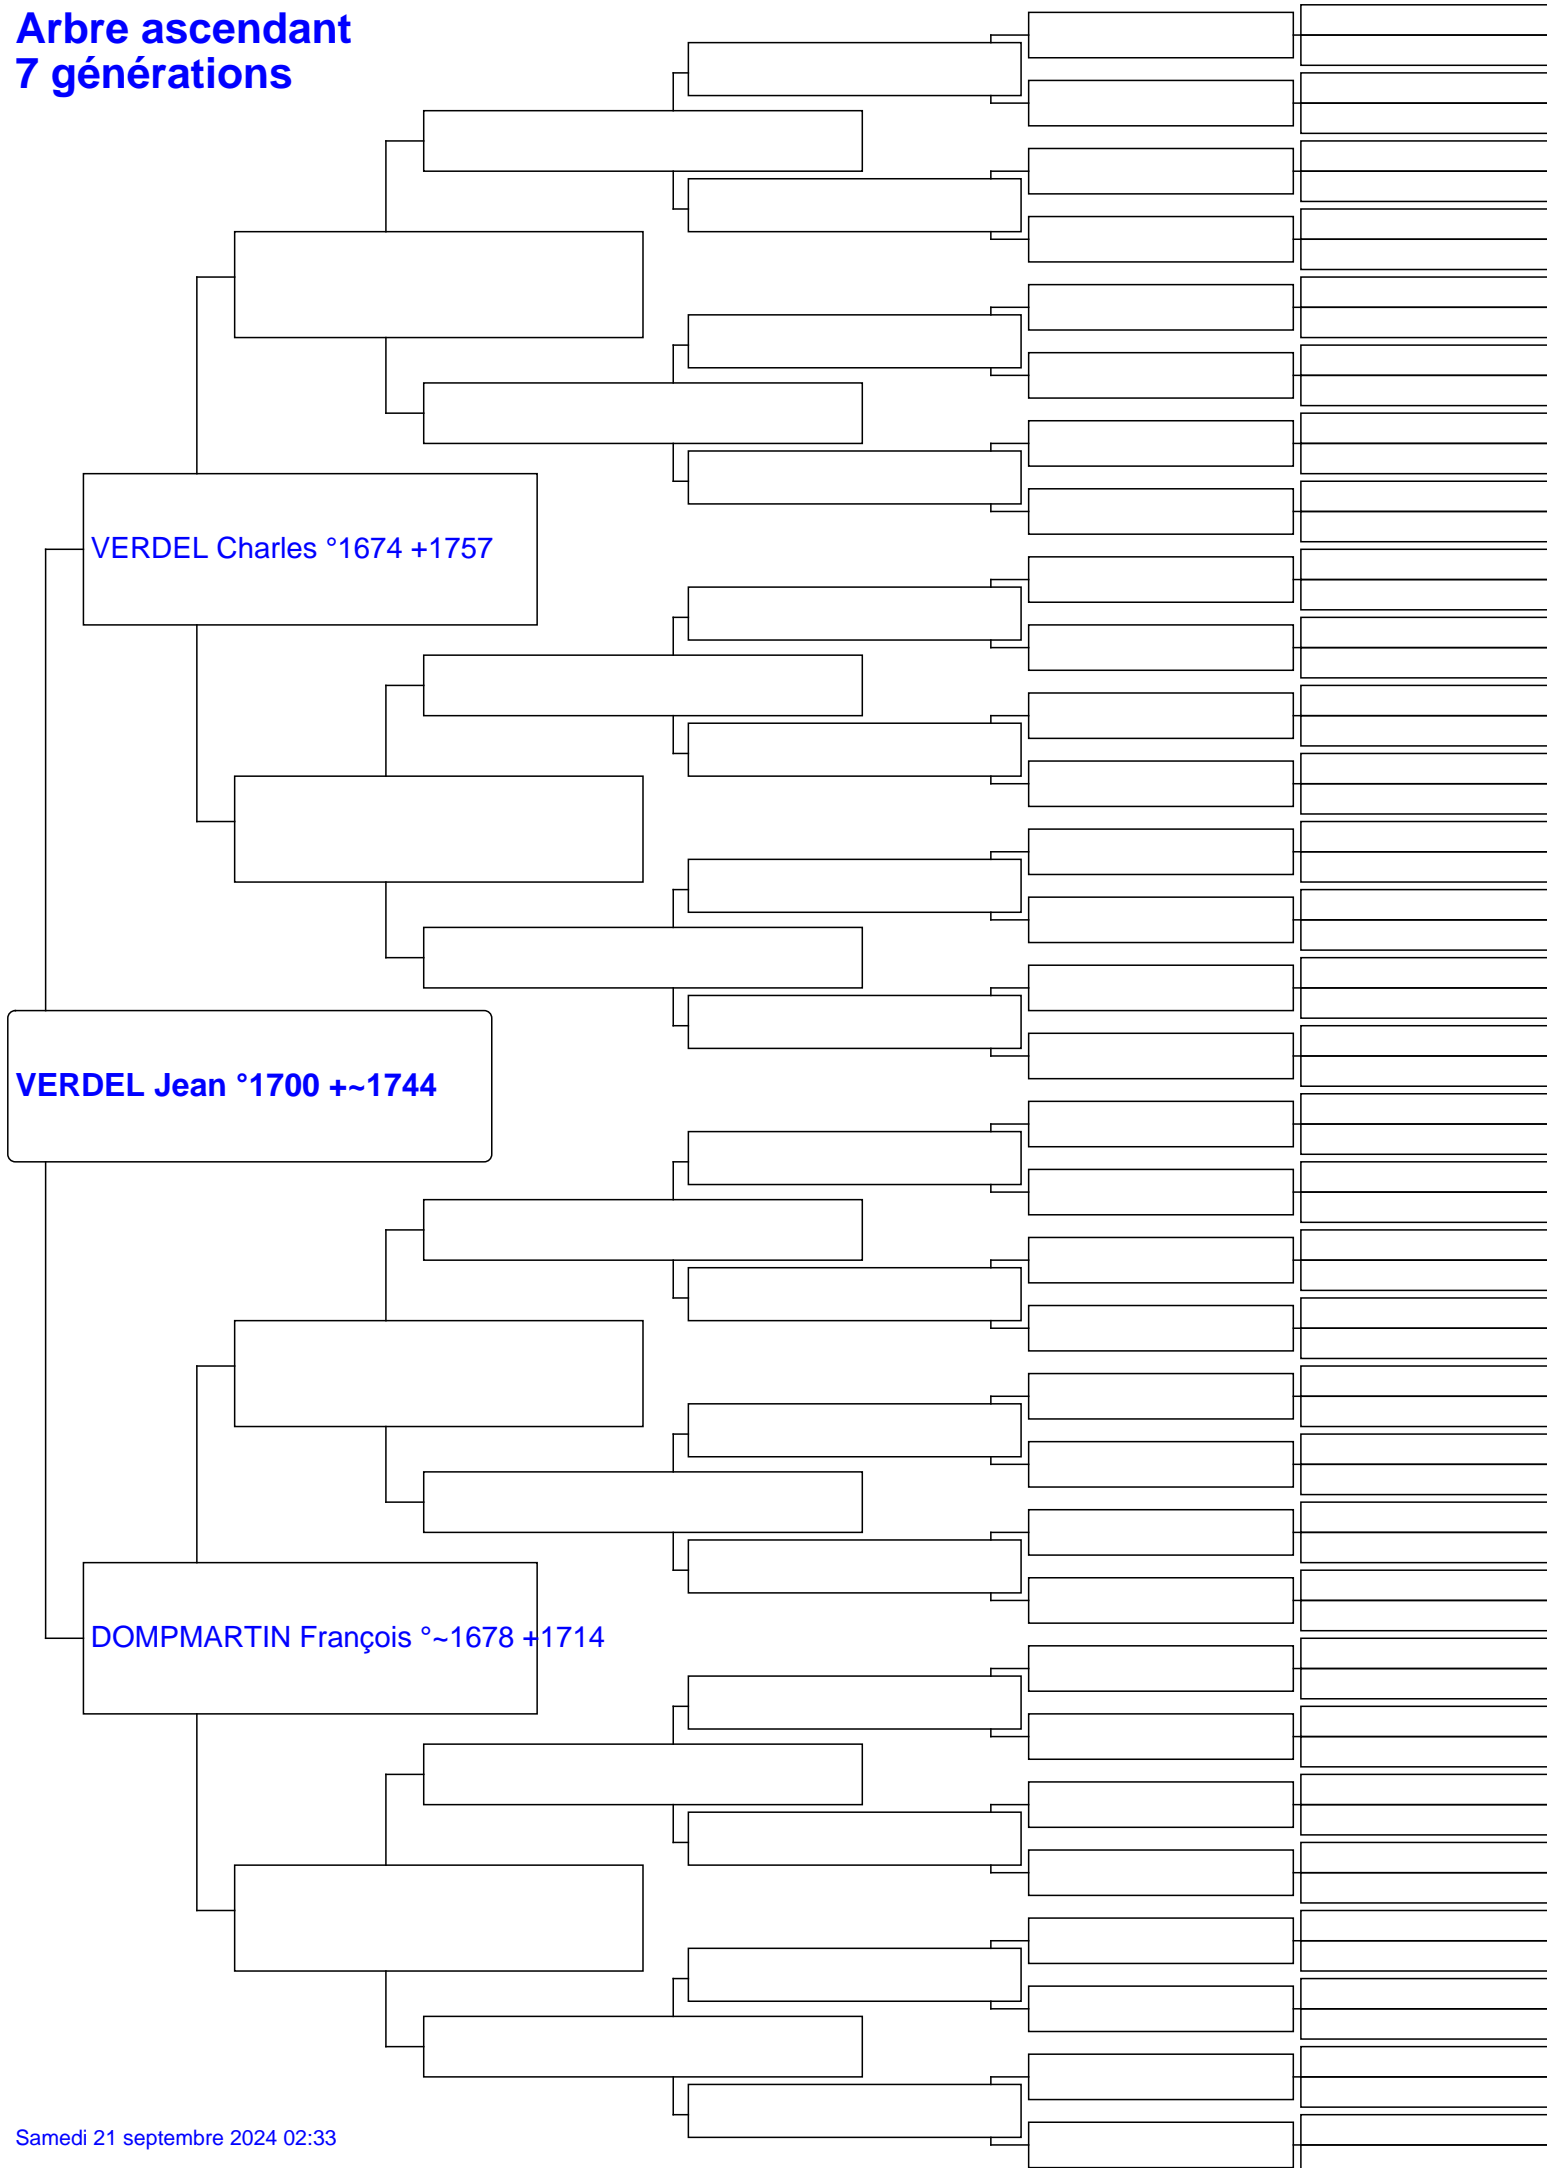 Arbre ascendant
7 générations
VERDEL Charles °1674 +1757
VERDEL Jean °1700 +~1744
DOMPMARTIN François °~1678 +1714
Samedi 21 septembre 2024 02:33